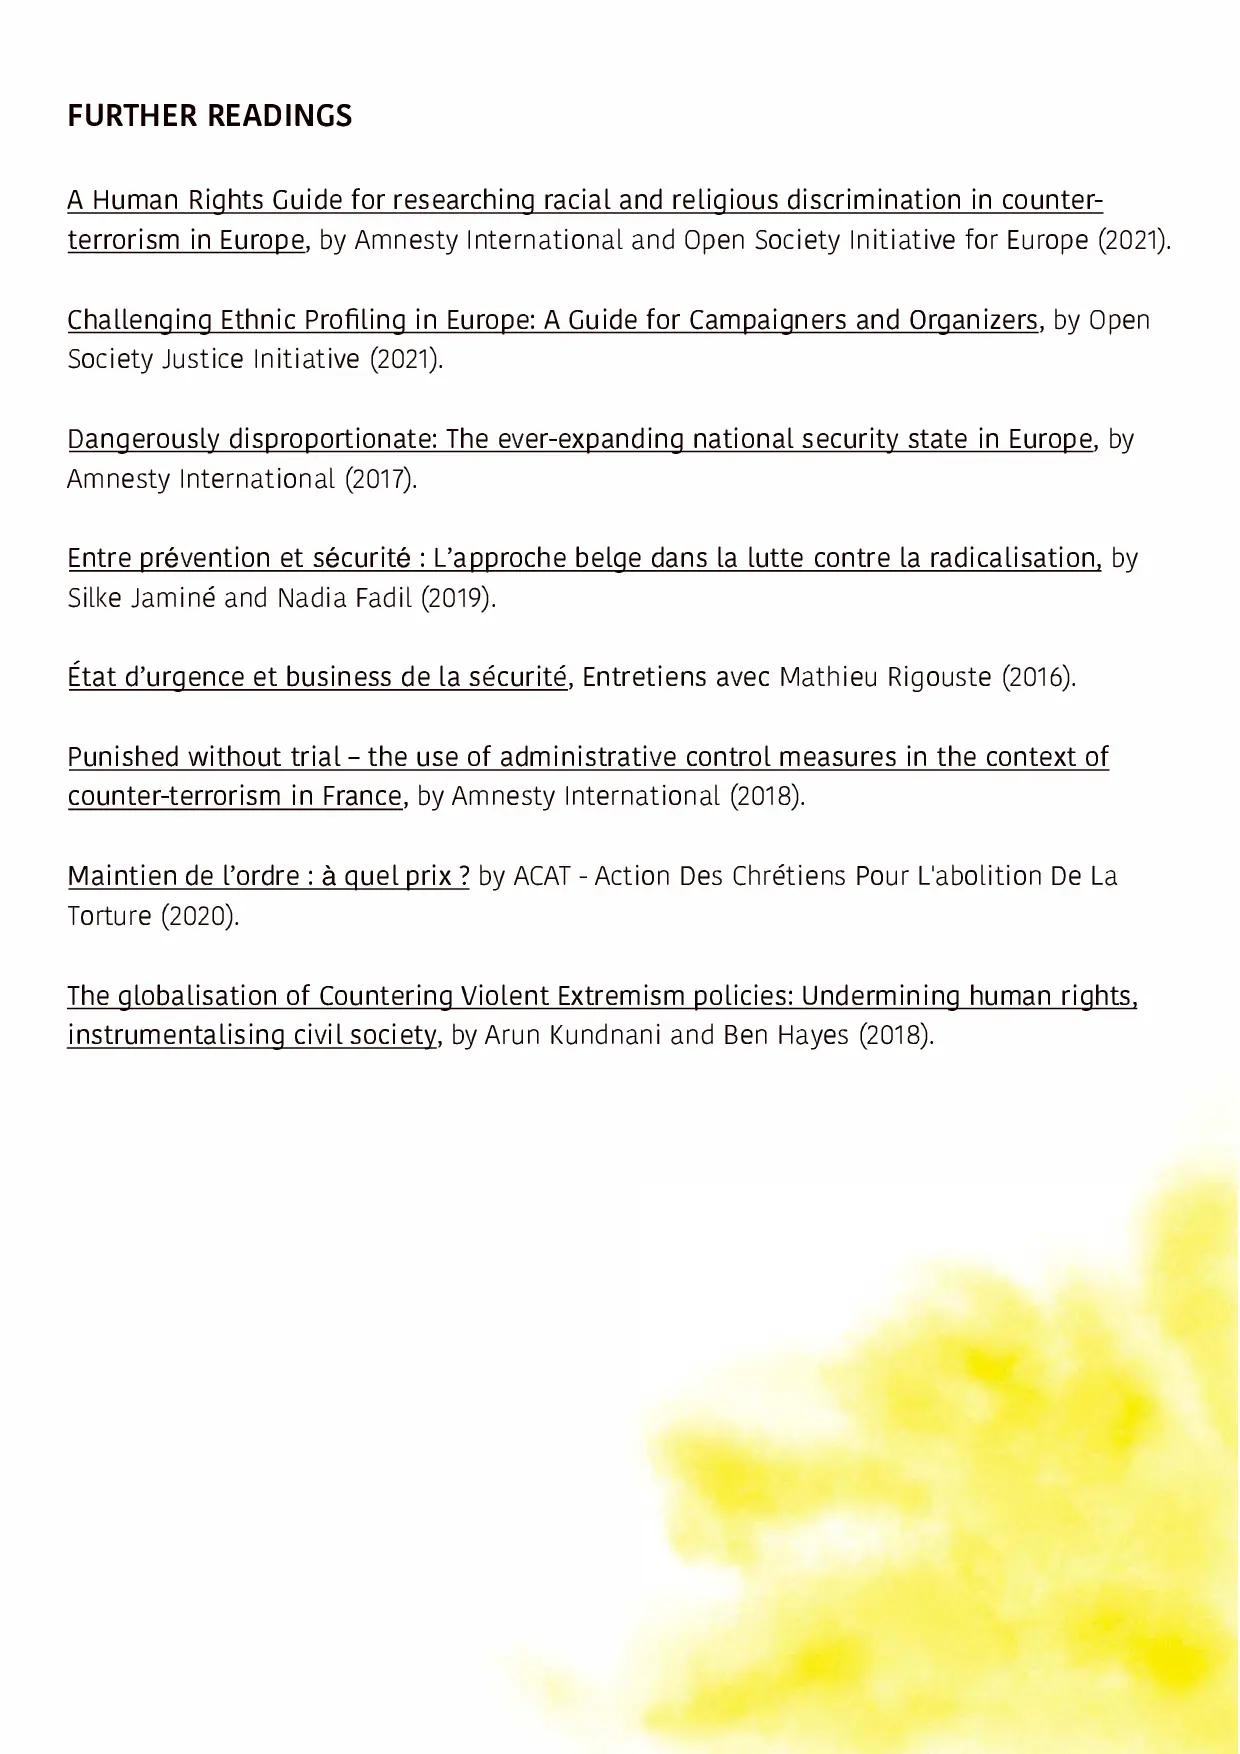 FURTHER READINGS
A Human Rights Guide for researching racial and religious discrimination in counter-
terrorism in Europe, by Amnesty International and Open Society Initiative for Europe (2021).
Challenging Ethnic Profiling in Europe: A Guide for Campaigners and Organizers, by Open
Society Justice Initiative (2021).
Dangerously disproportionate: The ever-expanding national security state in Europe, by
Amnesty International (2017).
Entre prévention et sécurité : L’approche belge dans la lutte contre la radicalisation, by
Silke Jaminé and Nadia Fadil (2019).
État d’urgence et business de la sécurité, Entretiens avec Mathieu Rigouste (2016).
Punished without trial – the use of administrative control measures in the context of
counter-terrorism in France, by Amnesty International (2018).
Maintien de l’ordre : à quel prix ? by ACAT - Action Des Chrétiens Pour L'abolition De La
Torture (2020).
The globalisation of Countering Violent Extremism policies: Undermining human rights,
instrumentalising civil society, by Arun Kundnani and Ben Hayes (2018).